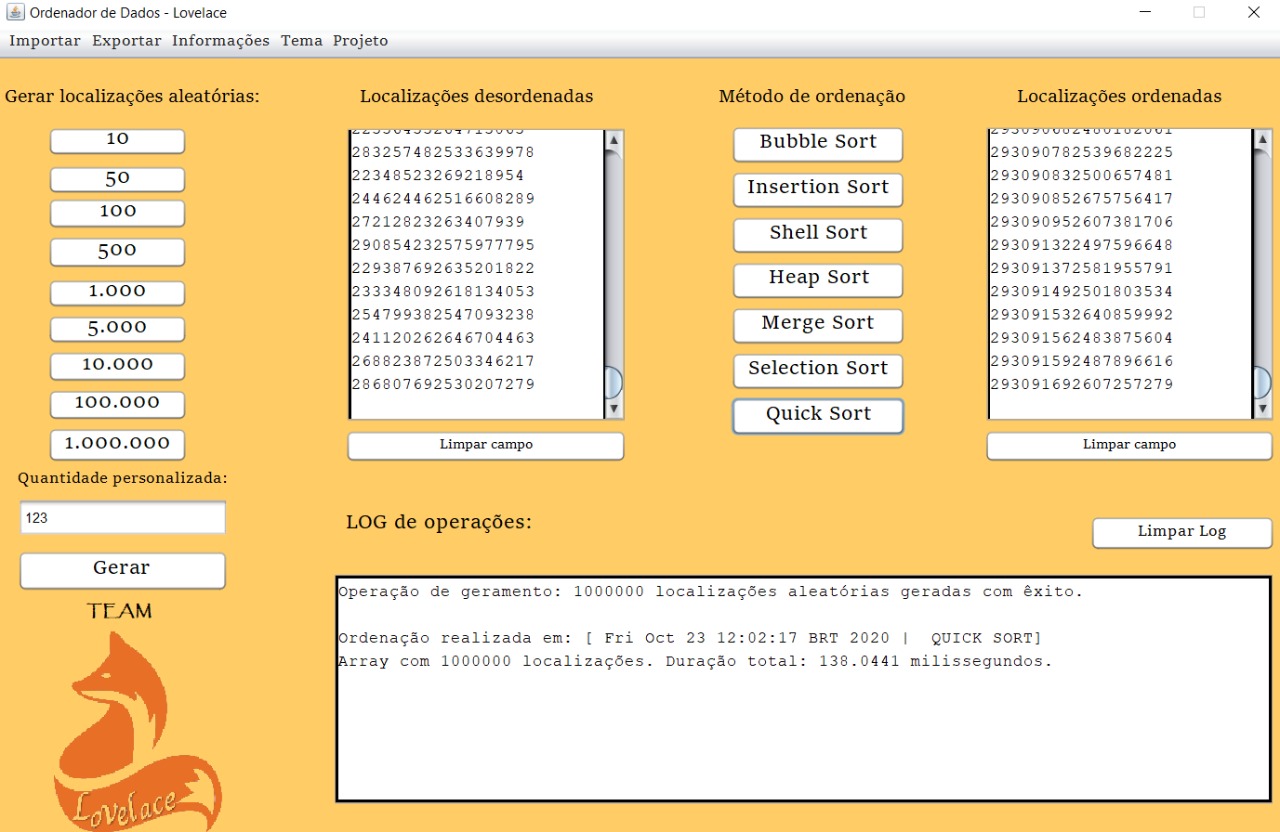 Ordenador de Dados - Lovelace
Importar Exportar Informações Tema Projeto
Gerar localizações aleatórias:
10
50
100
500
1.000
5.000
10.000
100.000
1.000.000
Quantidade personalizada:
123
Gerar
TEAM
Lovelace
Localizações desordenadas
283257482533639978
22348523269218954
244624462516608289
27212823263407939
290854232575977795
229387692635201822
233348092618134053
254799382547093238
241120262646704463
268823872503346217
286807692530207279
Limpar campo
Método de ordenação
Bubble Sort
Insertion Sort
Shell Sort
Heap Sort
Merge Sort
Selection Sort
Quick Sort
Localizações ordenadas
293090782539682225
293090832500657481
293090852675756417
293090952607381706
293091322497596648
293091372581955791
293091492501803534
293091532640859992
293091562483875604
293091592487896616
293091692607257279
Limpar campo
LOG de operações:
Limpar Log
Operação de geramento: 1000000 localizações aleatórias geradas com êxito.
Ordenação realizada em: [ Fri Oct 23 12:02:17 BRT 2020 |  QUICK SORT]
Array com 1000000 localizações. Duração total: 138.0441 milissegundos.